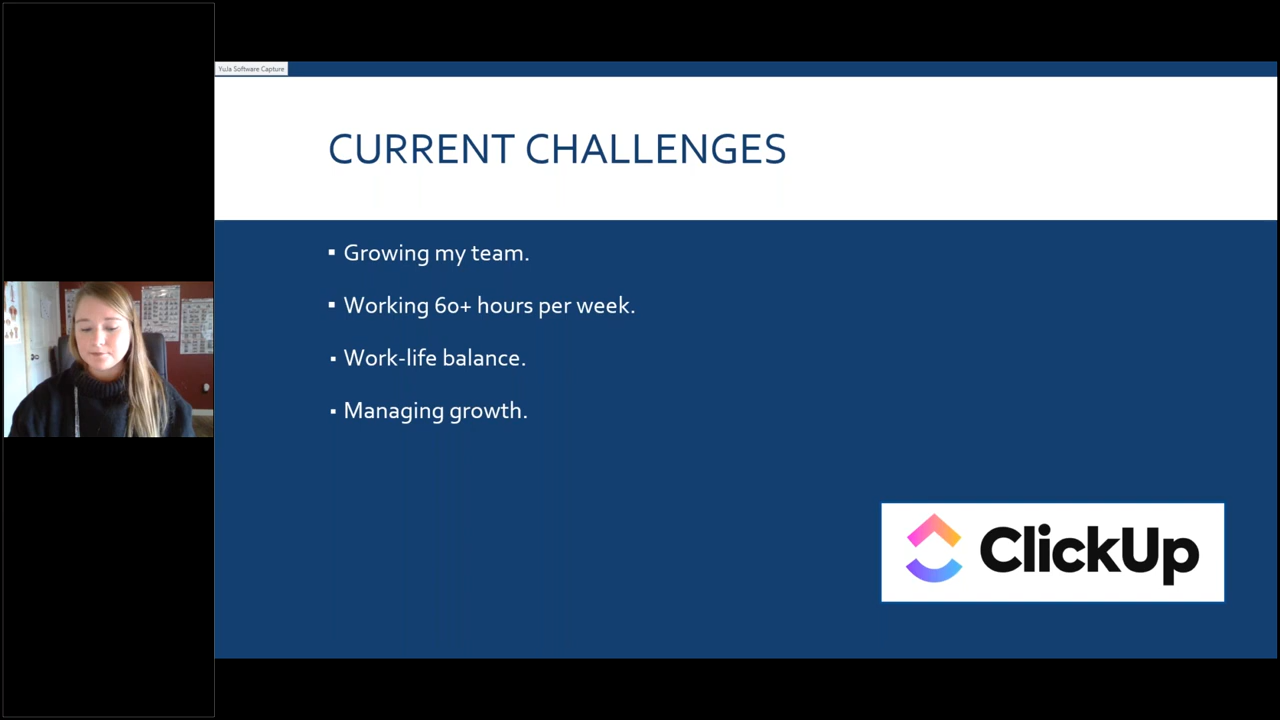 YuJa Software Capture
CURRENT CHALLENGES
▪ Growing my team.
▪ Working 60+ hours per week.
▪ Work-life balance.
▪ Managing growth.
ClickUp